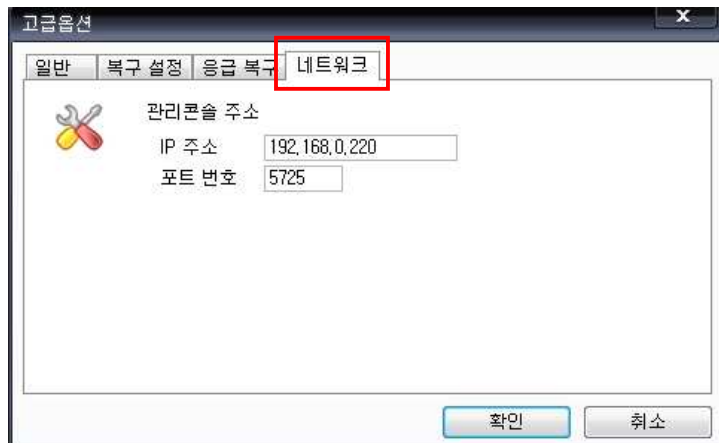 고급옵션
x
일반 복구 설정 응급 복구 네트워크
관리콘솔 주소
IP 주소 192,168,0,220
포트 번호 5725
확인 취소